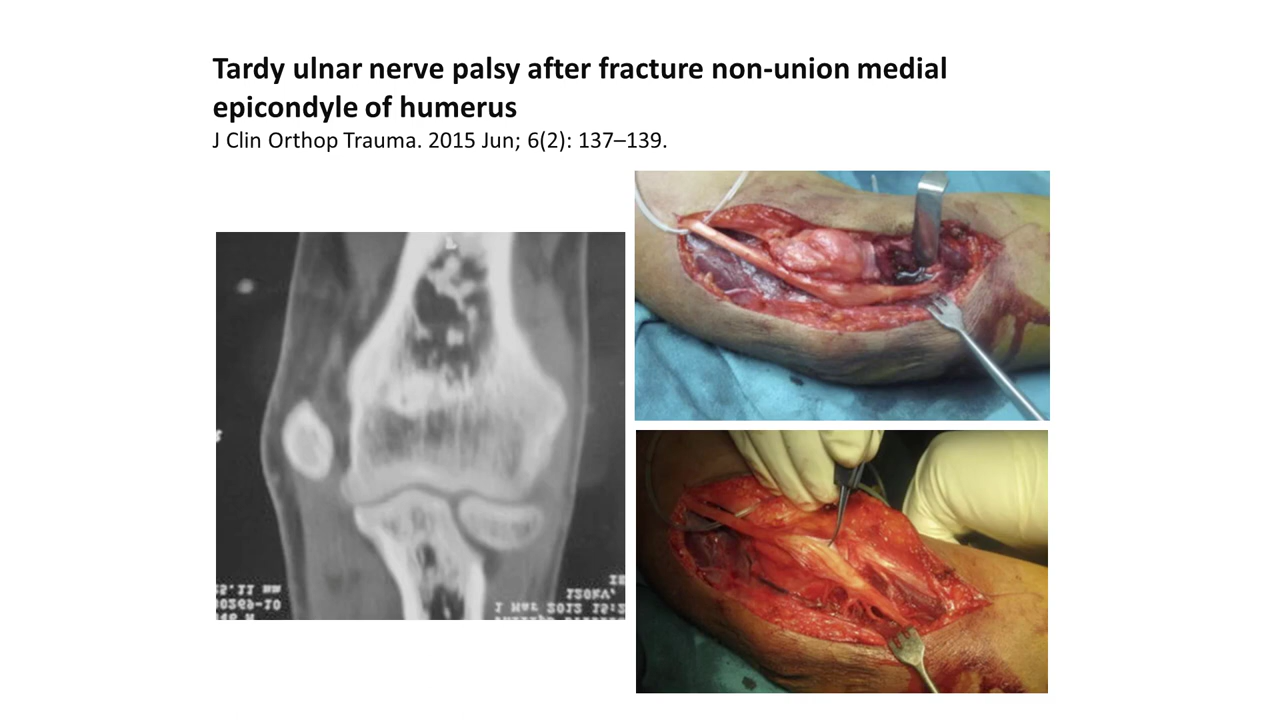 Tardy ulnar nerve palsy after fracture non-union medial
epicondyle of humerus
J Clin Orthop Trauma. 2015 Jun; 6(2): 137–139.